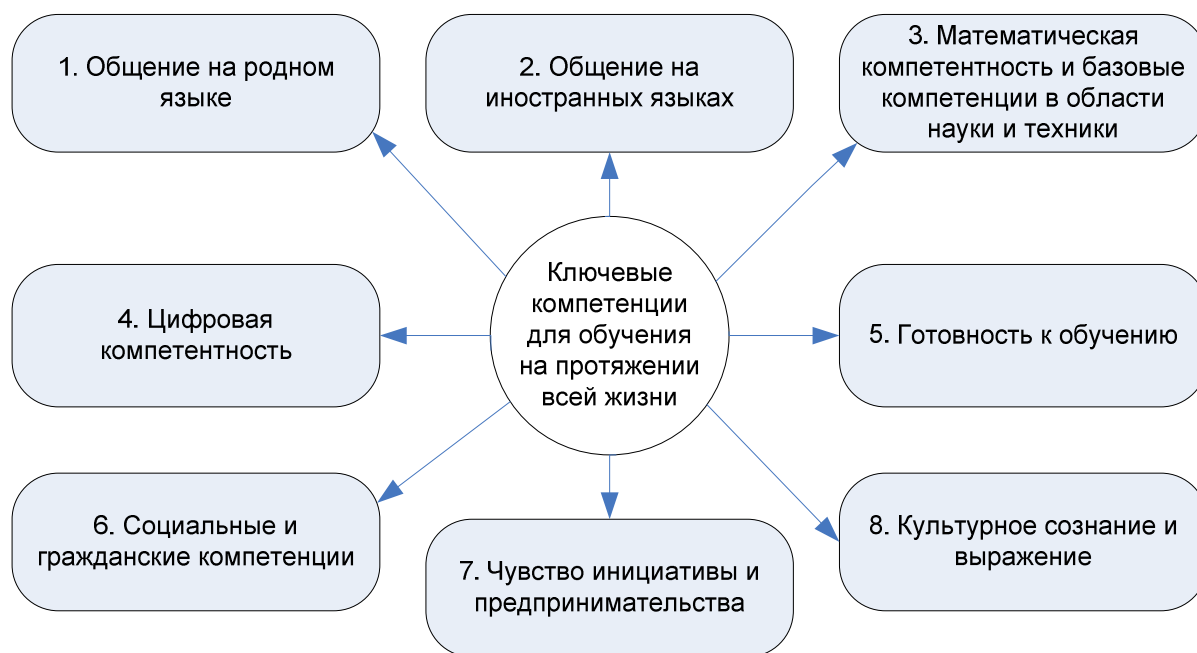 1. Общение на родном
языке
2. Общение на
иностранных языках
3. Математическая
компетентность и базовые
компетенции в области
науки и техники
Ключевые
компетенции
для обучения
на протяжении
всей жизни
4. Цифровая
компетентность
5. Готовность к обучению
6. Социальные и
гражданские компетенции
7. Чувство инициативы и
предпринимательства
8. Культурное сознание и
выражение